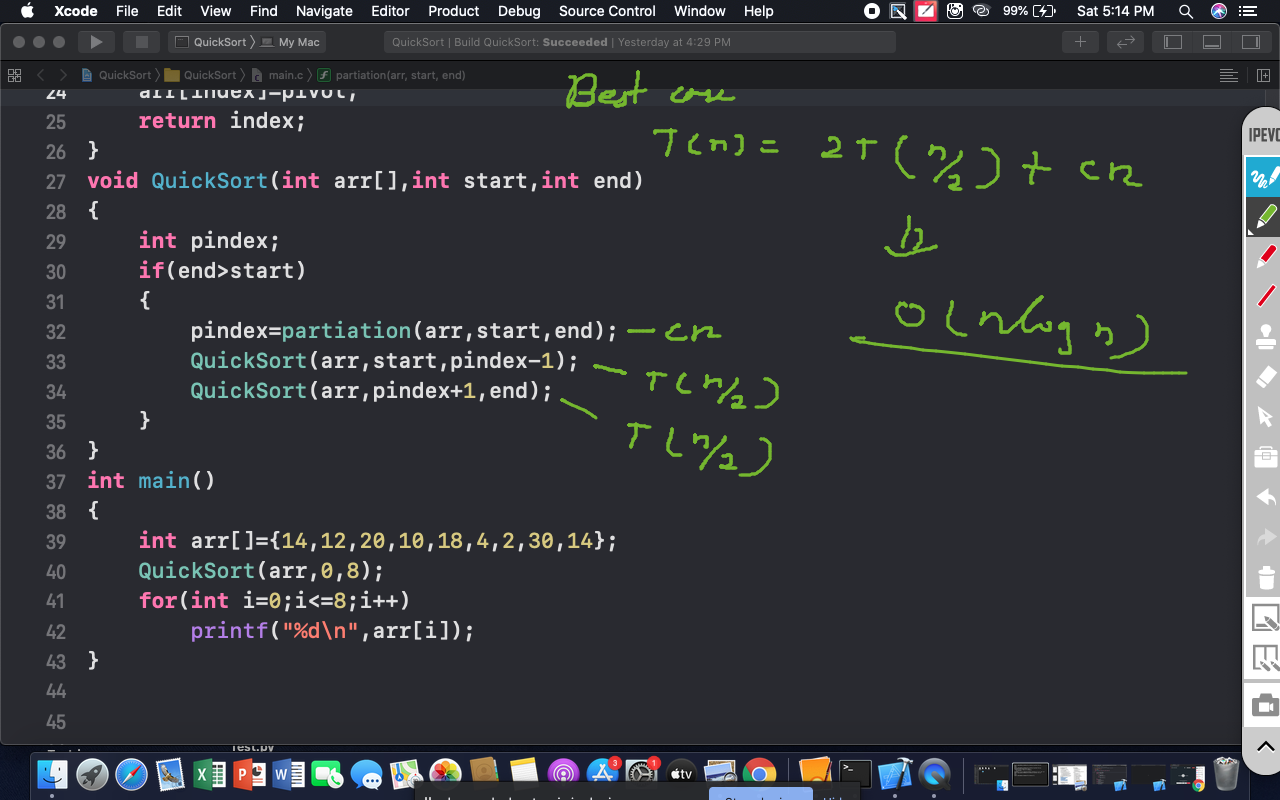 Xcode File Edit View Find Navigate Editor Product Debug Source Control Window Help 99% Sat 5:14 PM
QuickSort 〉 My Mac QuickSort | Build QuickSort: Succeeded | Yesterday at 4:29 PM
QuickSort 〉 QuickSort 〉 main.c 〉 partiation(arr, start, end)
Best case
24 arr[index]=pivot;
25 return index;
T(n) = 2T(n/2) + cn
26 }
27 void QuickSort(int arr[],int start,int end)
28 {
29 int pindex;
30 if(end>start)
31 {
O(nlog n)
32 pindex=partiation(arr,start,end); — cn
33 QuickSort(arr,start,pindex-1); T(n/2)
34 QuickSort(arr,pindex+1,end); T(n/2)
35 }
36 }
37 int main()
38 {
39 int arr[]={14,12,20,10,18,4,2,30,14};
40 QuickSort(arr,0,8);
41 for(int i=0;i<=8;i++)
42 printf("%d\n",arr[i]);
43 }
44
45
IPEVO
Test.py
3
1
tv